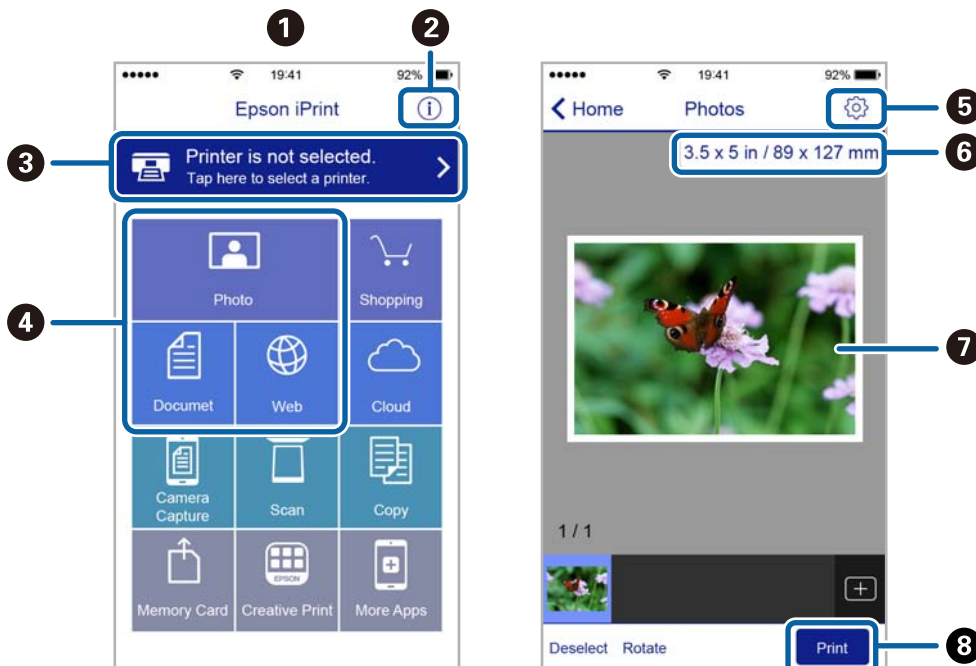 1
2
19:41
92%
Epson iPrint
3
Printer is not selected.
Tap here to select a printer.
4
Photo
Shopping
Documet
Web
Cloud
Camera
Capture
Scan
Copy
EPSON
Memory Card
Creative Print
More Apps
19:41
92%
Home
Photos
5
3.5 x 5 in / 89 x 127 mm
6
7
1 / 1
Deselect
Rotate
Print
8